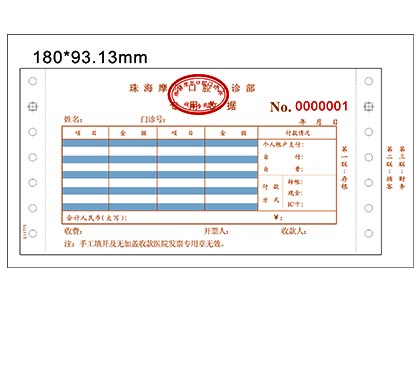 180*93.13mm
珠海摩 口腔 诊部
专用 据
No. 0000001
姓名: 门诊号: 年 月 日
项 目 金 额 项 目 金 额 付款情况
个人帐户支付:
自 付:
自 费:
付 款 方 式
转帐:
现金:
IC卡:
合计人民币(大写): ¥:
收费: 开票人: 收款人:
注: 手工填开及无加盖收款医院发票专用章无效。
第一联:存根
第二联:顾客
第三联:财务